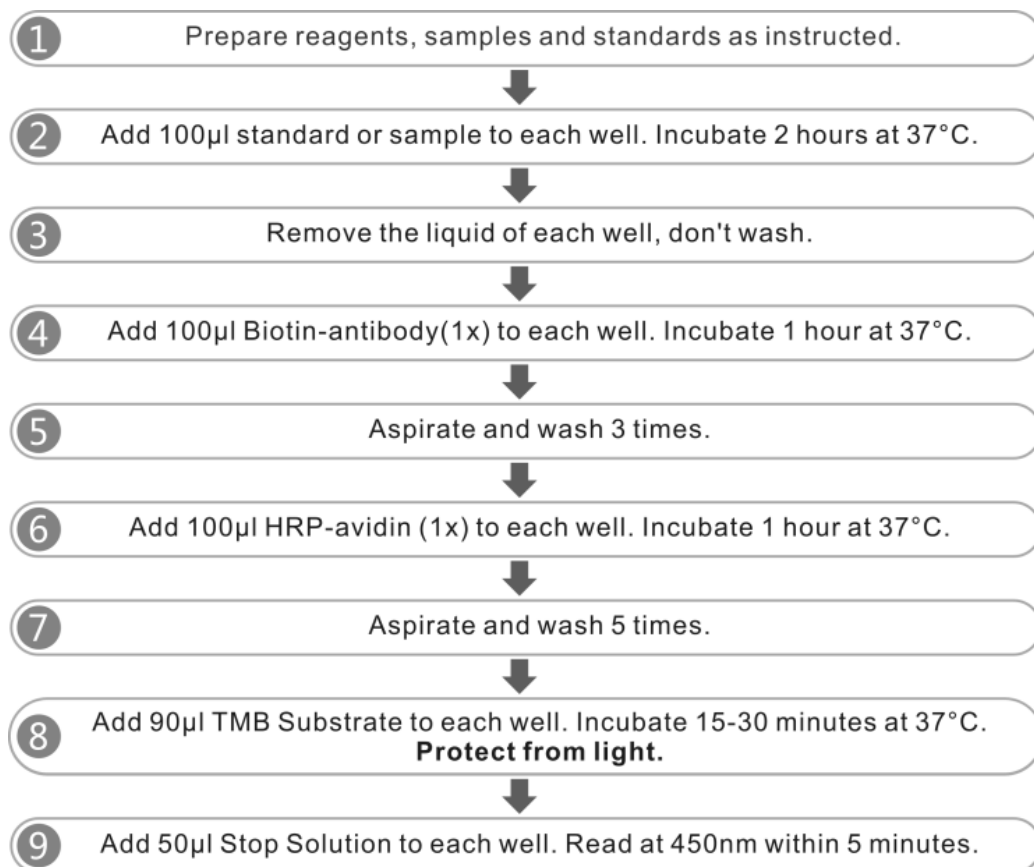 1 Prepare reagents, samples and standards as instructed.
2 Add 100µl standard or sample to each well. Incubate 2 hours at 37°C.
3 Remove the liquid of each well, don't wash.
4 Add 100µl Biotin-antibody(1x) to each well. Incubate 1 hour at 37°C.
5 Aspirate and wash 3 times.
6 Add 100µl HRP-avidin (1x) to each well. Incubate 1 hour at 37°C.
7 Aspirate and wash 5 times.
8 Add 90µl TMB Substrate to each well. Incubate 15-30 minutes at 37°C.
Protect from light.
9 Add 50µl Stop Solution to each well. Read at 450nm within 5 minutes.